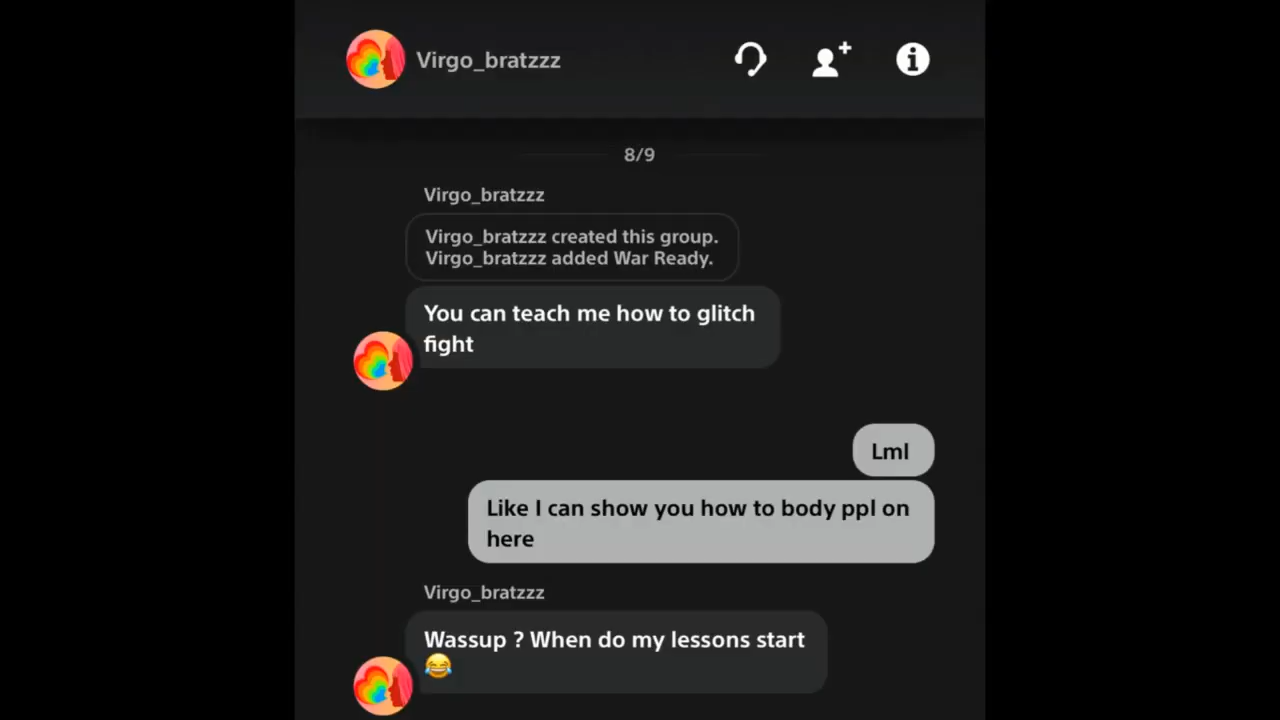 Virgo_bratzzz
8/9
Virgo_bratzzz
Virgo_bratzzz created this group.
Virgo_bratzzz added War Ready.
You can teach me how to glitch
fight
Lml
Like I can show you how to body ppl on
here
Virgo_bratzzz
Wassup ? When do my lessons start
😂